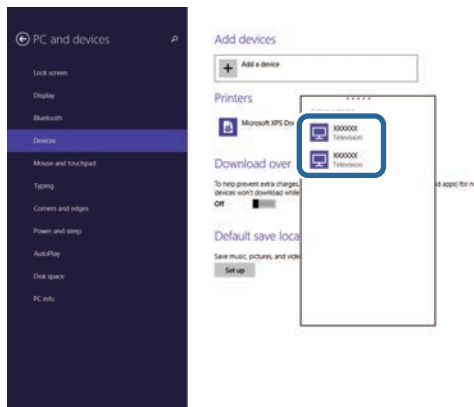 PC and devices
Lock screen
Display
Bluetooth
Devices
Mouse and touchpad
Typing
Corners and edges
Power and sleep
AutoPlay
Disk space
PC info
Add devices
Add a device
Printers
Microsoft XPS Do
Download over
To help prevent extra charges,
d apps) for n
devices won't download while
Off
Default save loca
Save music, pictures, and vide
Set up
XXXXXX
Television
XXXXXX
Television